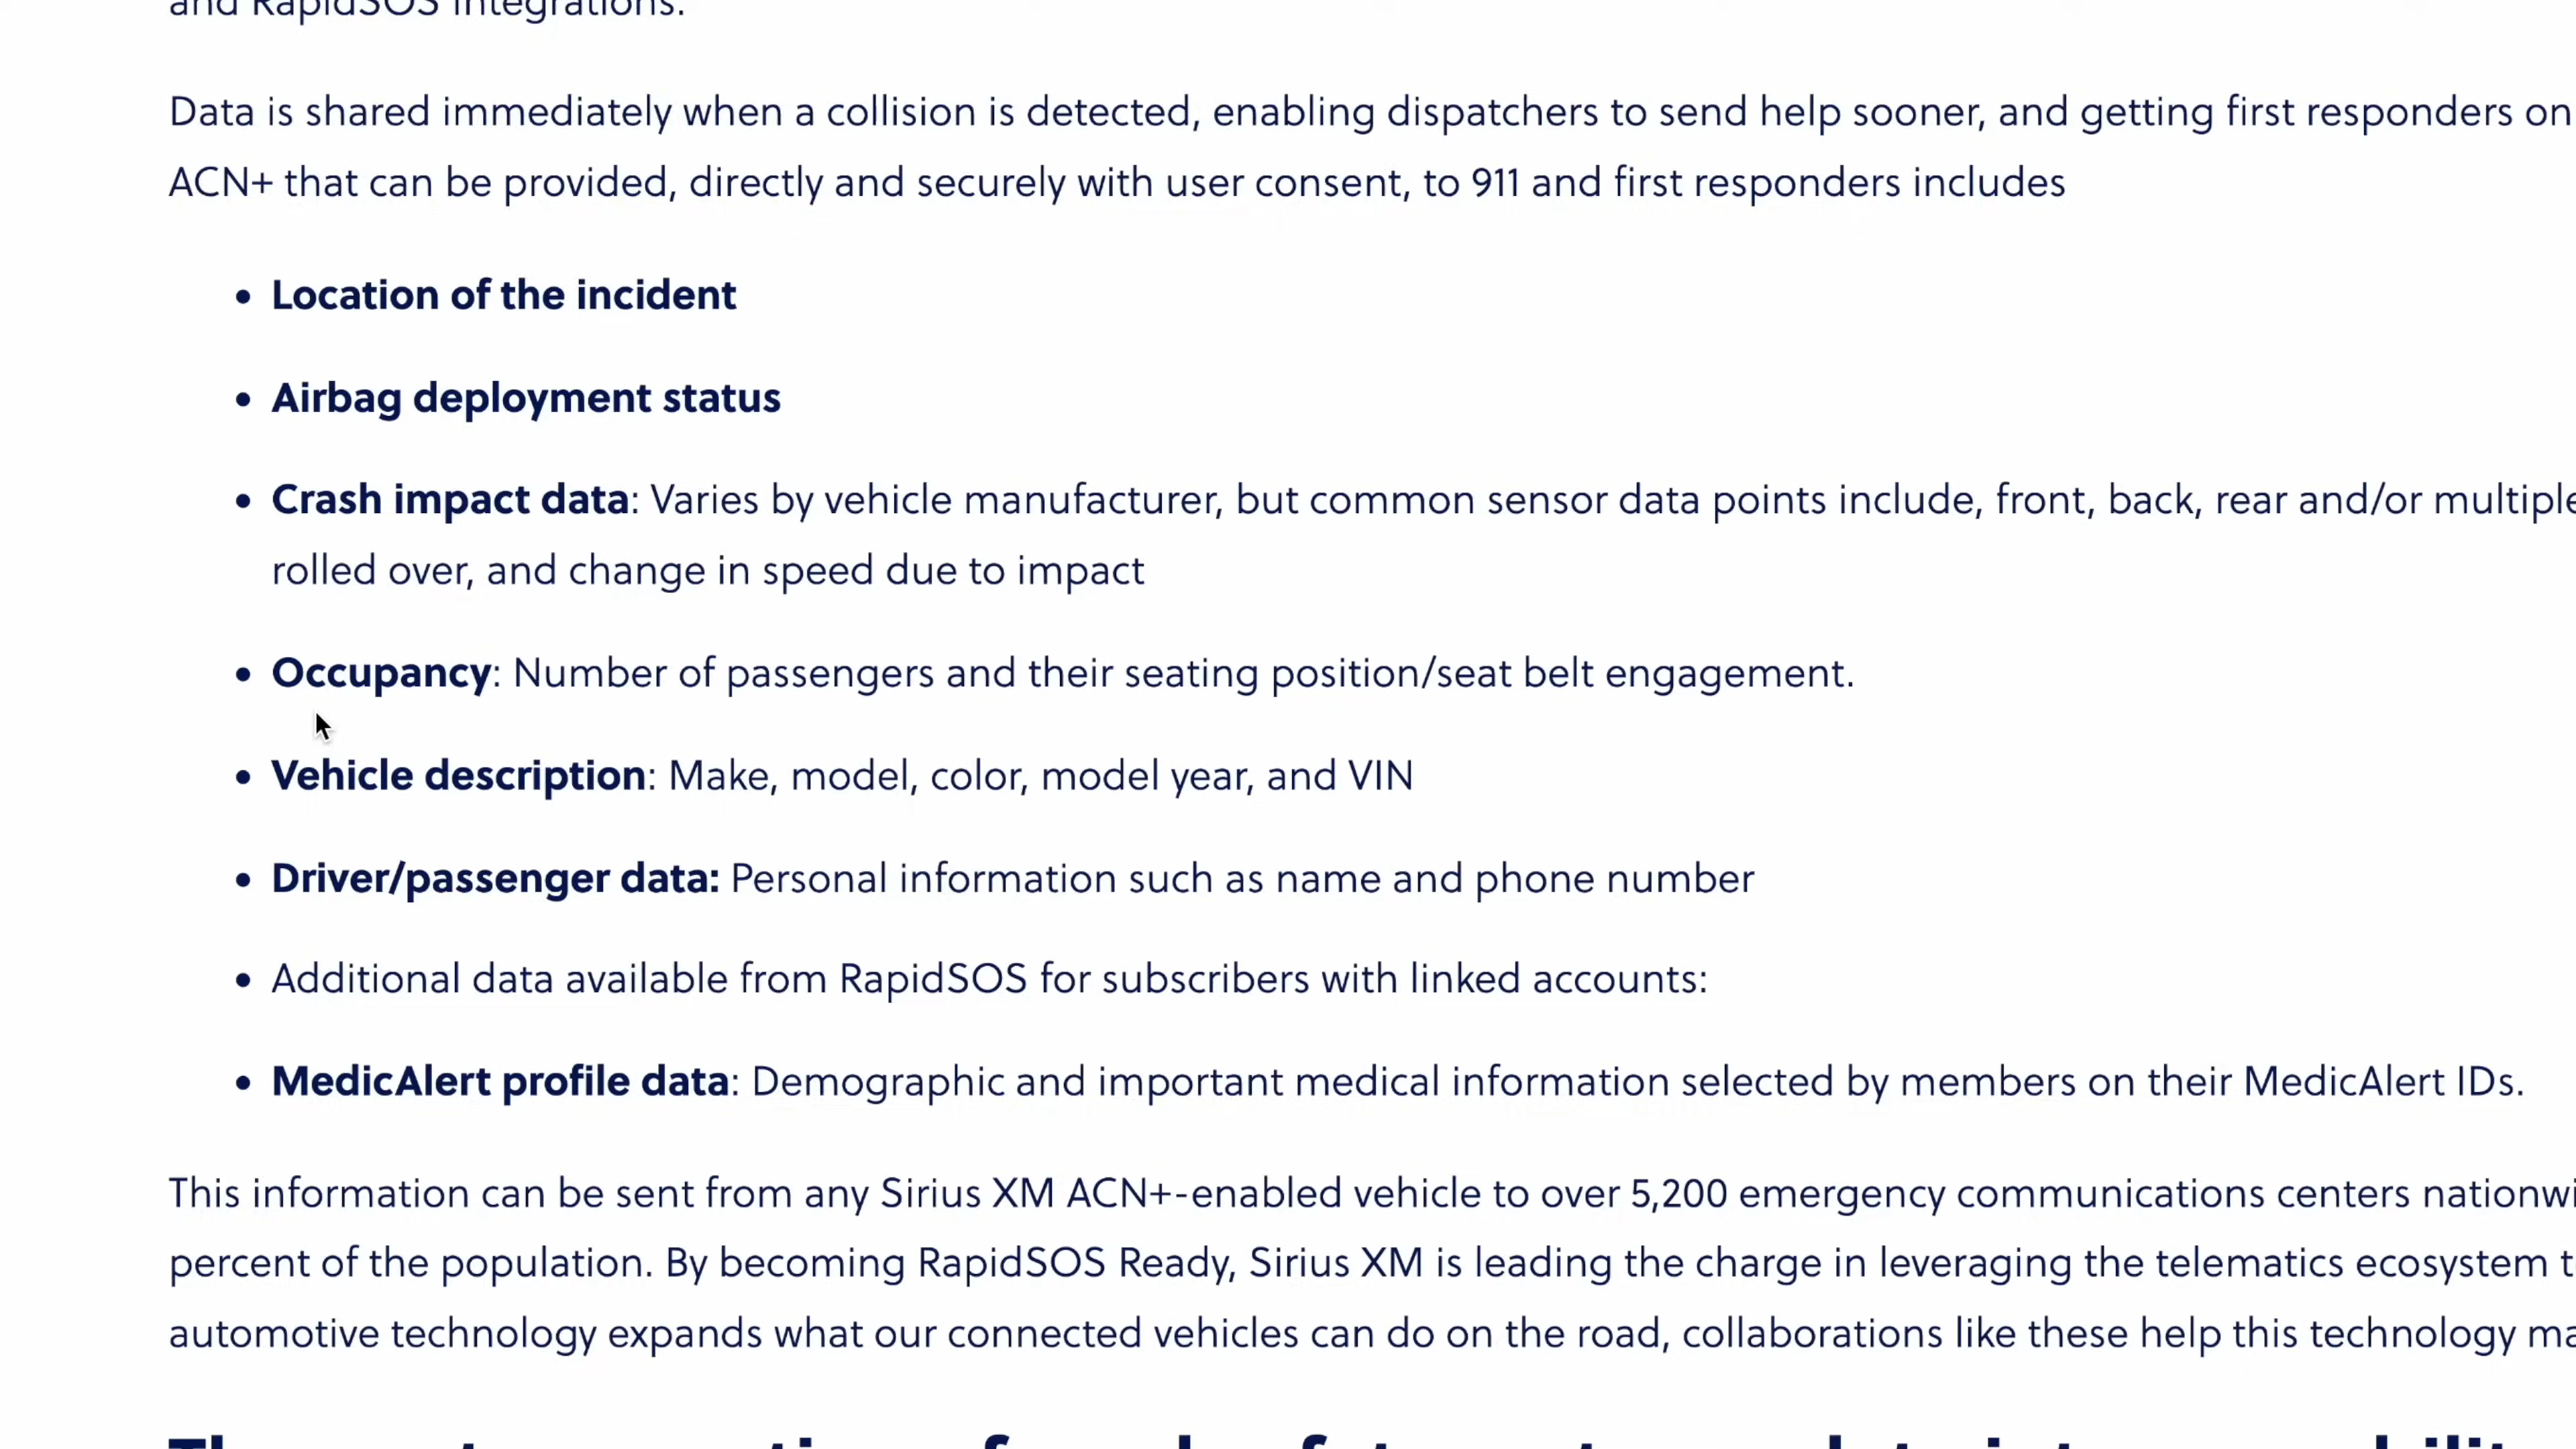 and RapidSOS integrations.
Data is shared immediately when a collision is detected, enabling dispatchers to send help sooner, and getting first responders on
ACN+ that can be provided, directly and securely with user consent, to 911 and first responders includes
• Location of the incident
• Airbag deployment status
• Crash impact data: Varies by vehicle manufacturer, but common sensor data points include, front, back, rear and/or multiple
rolled over, and change in speed due to impact
• Occupancy: Number of passengers and their seating position/seat belt engagement.
• Vehicle description: Make, model, color, model year, and VIN
• Driver/passenger data: Personal information such as name and phone number
• Additional data available from RapidSOS for subscribers with linked accounts:
• MedicAlert profile data: Demographic and important medical information selected by members on their MedicAlert IDs.
This information can be sent from any Sirius XM ACN+-enabled vehicle to over 5,200 emergency communications centers nationwi
percent of the population. By becoming RapidSOS Ready, Sirius XM is leading the charge in leveraging the telematics ecosystem t
automotive technology expands what our connected vehicles can do on the road, collaborations like these help this technology ma